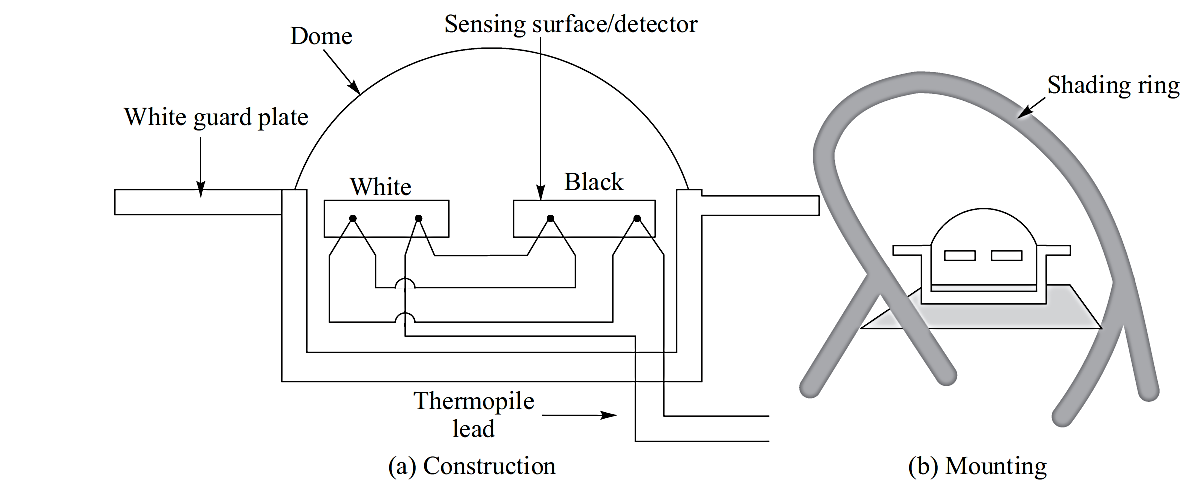 Sensing surface/detector
Dome
Shading ring
White guard plate
White
Black
Thermopile
lead
(a) Construction
(b) Mounting